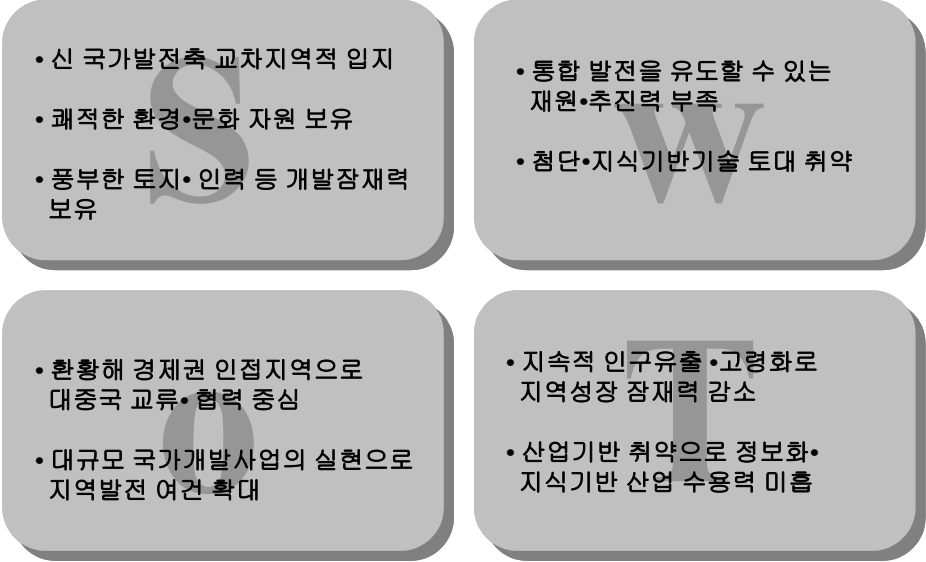 S
• 신 국가발전축 교차지역적 입지
• 쾌적한 환경•문화 자원 보유
• 풍부한 토지• 인력 등 개발잠재력
보유
W
• 통합 발전을 유도할 수 있는
재원•추진력 부족
• 첨단•지식기반기술 토대 취약
O
• 환황해 경제권 인접지역으로
대중국 교류• 협력 중심
• 대규모 국가개발사업의 실현으로
지역발전 여건 확대
T
• 지속적 인구유출 •고령화로
지역성장 잠재력 감소
• 산업기반 취약으로 정보화•
지식기반 산업 수용력 미흡